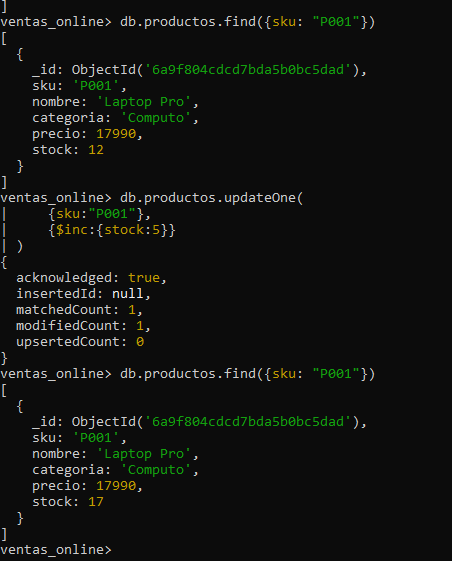 ]
ventas_online> db.productos.find({sku: "P001"})
[
  {
    _id: ObjectId('6a9f804cdcd7bda5b0bc5dad'),
    sku: 'P001',
    nombre: 'Laptop Pro',
    categoria: 'Computo',
    precio: 17990,
    stock: 12
  }
]
ventas_online> db.productos.updateOne(
|     {sku:"P001"},
|     {$inc:{stock:5}}
| )
{
  acknowledged: true,
  insertedId: null,
  matchedCount: 1,
  modifiedCount: 1,
  upsertedCount: 0
}
ventas_online> db.productos.find({sku: "P001"})
[
  {
    _id: ObjectId('6a9f804cdcd7bda5b0bc5dad'),
    sku: 'P001',
    nombre: 'Laptop Pro',
    categoria: 'Computo',
    precio: 17990,
    stock: 17
  }
]
ventas_online>